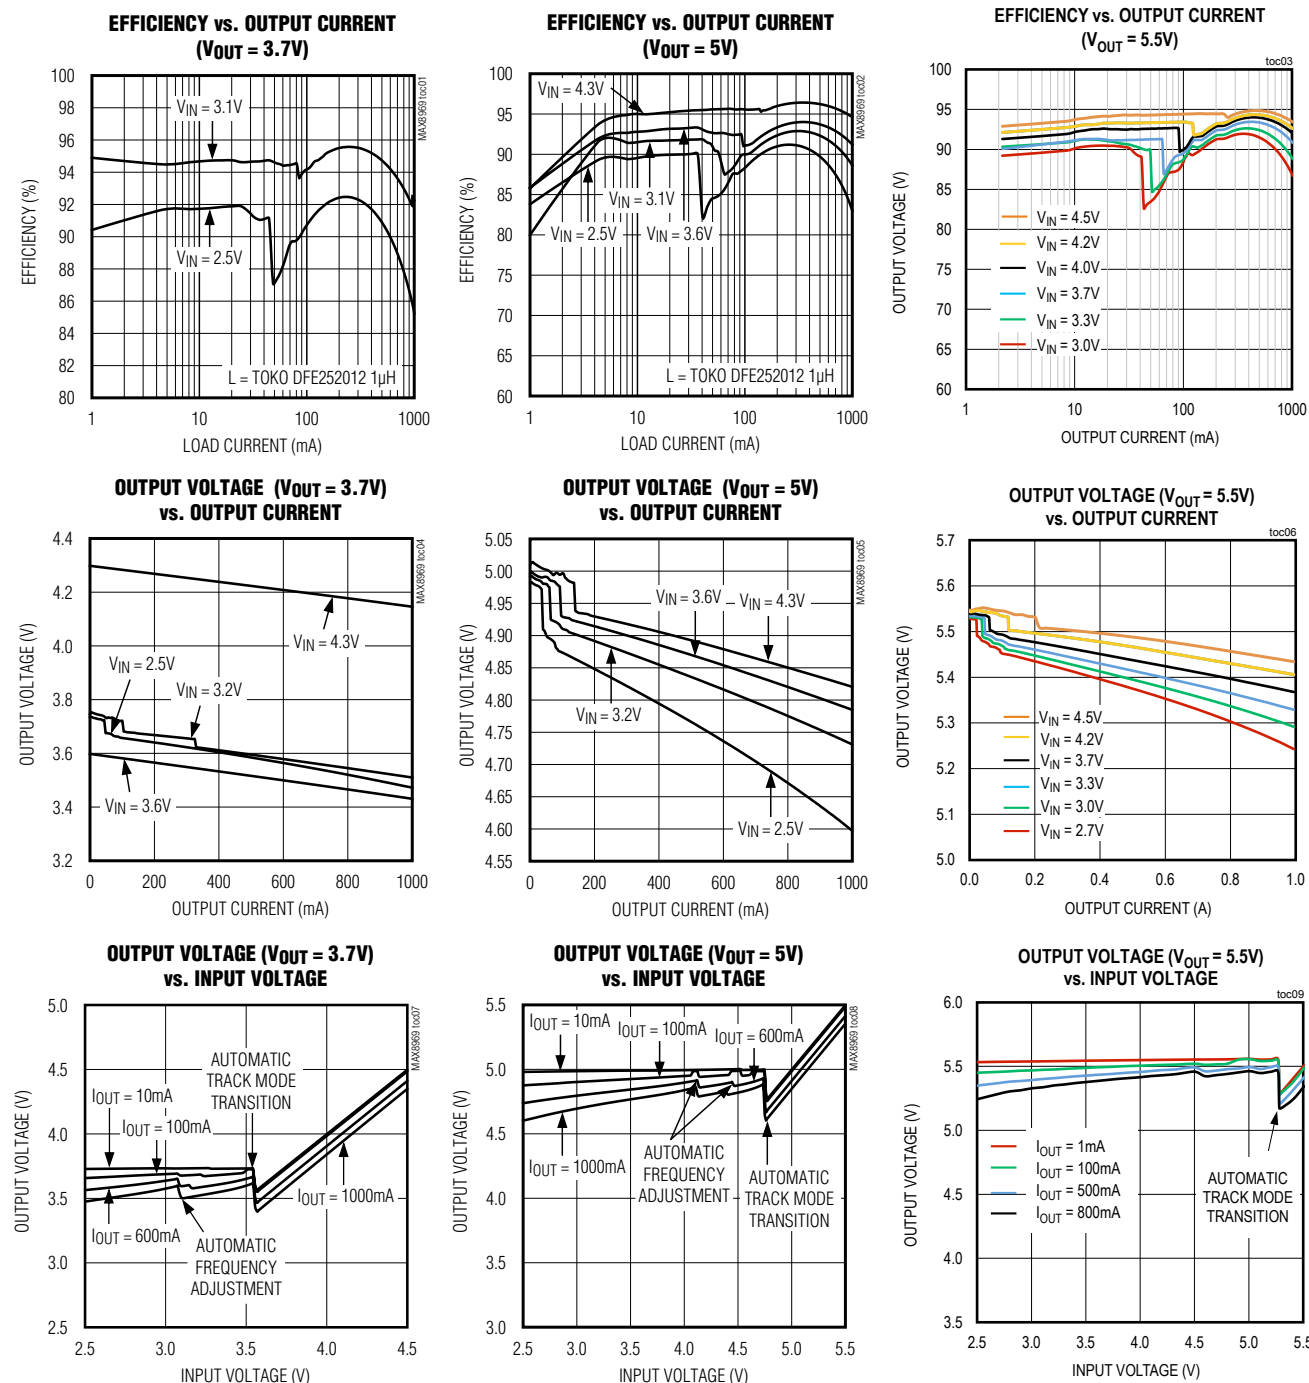 EFFICIENCY vs. OUTPUT CURRENT
(VOUT = 3.7V)
MAX8969 toc01
EFFICIENCY (%)
100
98
96
94
92
90
88
86
84
82
80
VIN = 3.1V
VIN = 2.5V
L = TOKO DFE252012 1µH
1
10
100
1000
LOAD CURRENT (mA)
EFFICIENCY vs. OUTPUT CURRENT
(VOUT = 5V)
MAX8969 toc02
EFFICIENCY (%)
100
95
90
85
80
75
70
65
60
VIN = 4.3V
VIN = 3.1V
VIN = 2.5V
VIN = 3.6V
L = TOKO DFE252012 1µH
1
10
100
1000
LOAD CURRENT (mA)
EFFICIENCY vs. OUTPUT CURRENT
(VOUT = 5.5V)
toc03
OUTPUT VOLTAGE (V)
100
95
90
85
80
75
70
65
60
VIN = 4.5V
VIN = 4.2V
VIN = 4.0V
VIN = 3.7V
VIN = 3.3V
VIN = 3.0V
1
10
100
1000
OUTPUT CURRENT (mA)
OUTPUT VOLTAGE (VOUT = 3.7V)
vs. OUTPUT CURRENT
MAX8969 toc04
OUTPUT VOLTAGE (V)
4.4
4.2
4.0
3.8
3.6
3.4
3.2
VIN = 4.3V
VIN = 2.5V
VIN = 3.2V
VIN = 3.6V
0
200
400
600
800
1000
OUTPUT CURRENT (mA)
OUTPUT VOLTAGE (VOUT = 5V)
vs. OUTPUT CURRENT
MAX8969 toc05
OUTPUT VOLTAGE (V)
5.05
5.00
4.95
4.90
4.85
4.80
4.75
4.70
4.65
4.60
4.55
VIN = 3.6V
VIN = 4.3V
VIN = 3.2V
VIN = 2.5V
0
200
400
600
800
1000
OUTPUT CURRENT (mA)
OUTPUT VOLTAGE (VOUT = 5.5V)
vs. OUTPUT CURRENT
toc06
OUTPUT VOLTAGE (V)
5.7
5.6
5.5
5.4
5.3
5.2
5.1
5.0
VIN = 4.5V
VIN = 4.2V
VIN = 3.7V
VIN = 3.3V
VIN = 3.0V
VIN = 2.7V
0.0
0.2
0.4
0.6
0.8
1.0
OUTPUT CURRENT (A)
OUTPUT VOLTAGE (VOUT = 3.7V)
vs. INPUT VOLTAGE
MAX8969 toc07
OUTPUT VOLTAGE (V)
5.0
4.5
4.0
3.5
3.0
2.5
AUTOMATIC
TRACK MODE
TRANSITION
IOUT = 10mA
IOUT = 100mA
IOUT = 1000mA
IOUT = 600mA
AUTOMATIC
FREQUENCY
ADJUSTMENT
2.5
3.0
3.5
4.0
4.5
INPUT VOLTAGE (V)
OUTPUT VOLTAGE (VOUT = 5V)
vs. INPUT VOLTAGE
MAX8969 toc08
OUTPUT VOLTAGE (V)
5.5
5.0
4.5
4.0
3.5
3.0
IOUT = 10mA
IOUT = 100mA
IOUT = 600mA
IOUT = 1000mA
AUTOMATIC
FREQUENCY
ADJUSTMENT
AUTOMATIC
TRACK MODE
TRANSITION
2.5
3.0
3.5
4.0
4.5
5.0
5.5
INPUT VOLTAGE (V)
OUTPUT VOLTAGE (VOUT = 5.5V)
vs. INPUT VOLTAGE
toc09
OUTPUT VOLTAGE (V)
6.0
5.5
5.0
4.5
4.0
3.5
IOUT = 1mA
IOUT = 100mA
IOUT = 500mA
IOUT = 800mA
AUTOMATIC
TRACK MODE
TRANSITION
2.5
3.0
3.5
4.0
4.5
5.0
5.5
INPUT VOLTAGE (V)